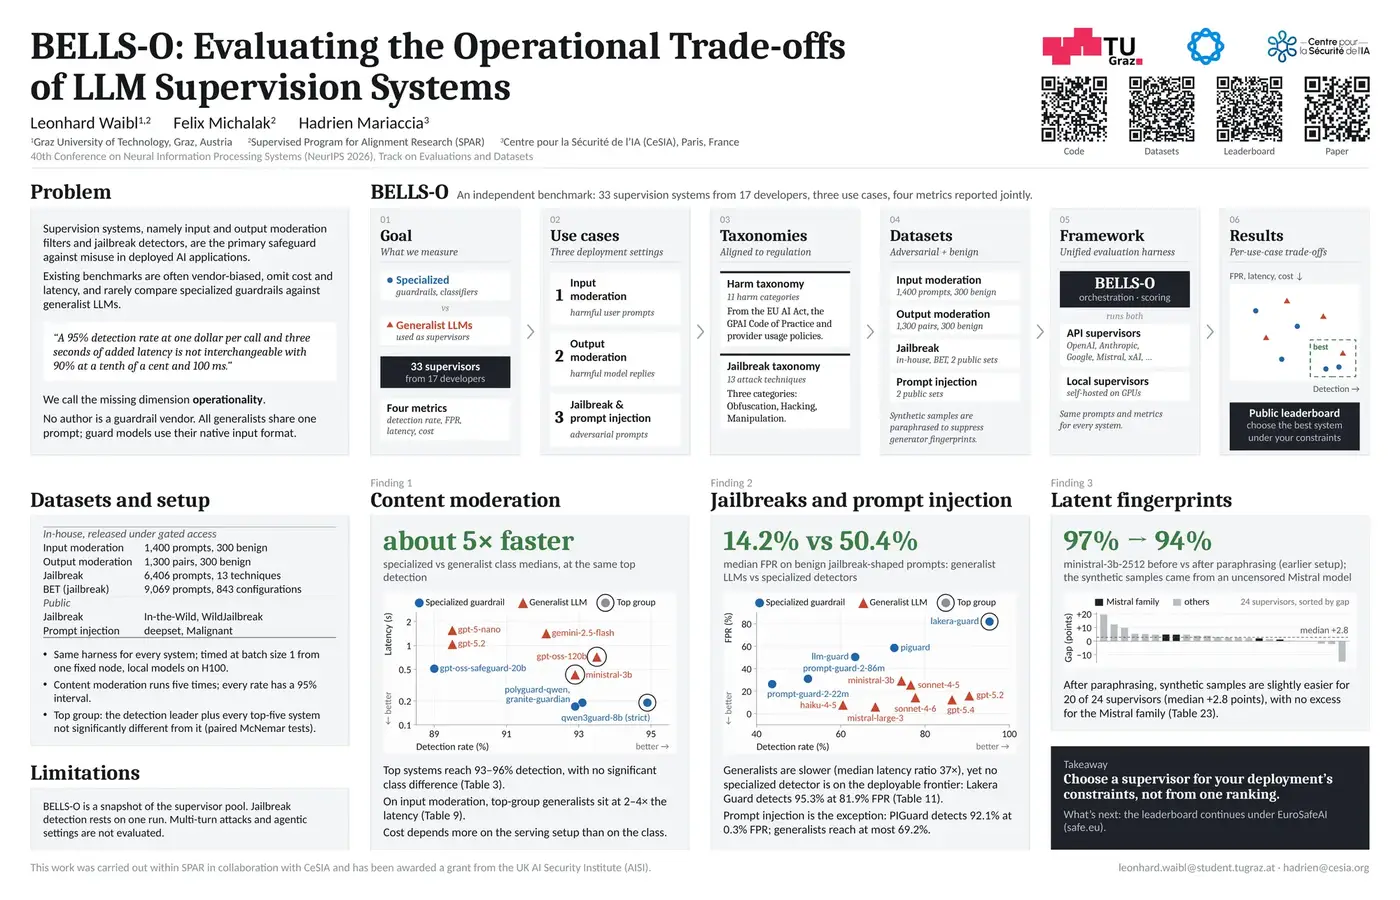 BELLS-O: Evaluating the Operational Trade-offs
of LLM Supervision Systems
Leonhard Waibl¹,² Felix Michalak² Hadrien Mariaccia³
¹Graz University of Technology, Graz, Austria ²Supervised Program for Alignment Research (SPAR) ³Centre pour la Sécurité de l'IA (CeSIA), Paris, France
40th Conference on Neural Information Processing Systems (NeurIPS 2026), Track on Evaluations and Datasets
TU
Graz
Centre pour
la Sécurité de l'IA
Code
Datasets
Leaderboard
Paper
Problem
Supervision systems, namely input and output moderation
filters and jailbreak detectors, are the primary safeguard
against misuse in deployed AI applications.
Existing benchmarks are often vendor-biased, omit cost and
latency, and rarely compare specialized guardrails against
generalist LLMs.
“A 95% detection rate at one dollar per call and three
seconds of added latency is not interchangeable with
90% at a tenth of a cent and 100 ms.”
We call the missing dimension operationality.
No author is a guardrail vendor. All generalists share one
prompt; guard models use their native input format.
BELLS-O An independent benchmark: 33 supervision systems from 17 developers, three use cases, four metrics reported jointly.
01
Goal
What we measure
Specialized
guardrails, classifiers
vs
Generalist LLMs
used as supervisors
33 supervisors
from 17 developers
Four metrics
detection rate, FPR,
latency, cost
02
Use cases
Three deployment settings
1 Input
moderation
harmful user prompts
2 Output
moderation
harmful model replies
3 Jailbreak &
prompt injection
adversarial prompts
03
Taxonomies
Aligned to regulation
Harm taxonomy
11 harm categories
From the EU AI Act, the
GPAI Code of Practice and
provider usage policies.
Jailbreak taxonomy
13 attack techniques
Three categories:
Obfuscation, Hacking,
Manipulation.
04
Datasets
Adversarial + benign
Input moderation
1,400 prompts, 300 benign
Output moderation
1,300 pairs, 300 benign
Jailbreak
in-house, BET, 2 public sets
Prompt injection
2 public sets
Synthetic samples are
paraphrased to suppress
generator fingerprints.
05
Framework
Unified evaluation harness
BELLS-O
orchestration · scoring
runs both
API supervisors
OpenAI, Anthropic,
Google, Mistral, xAI, ...
Local supervisors
self-hosted on GPUs
Same prompts and metrics
for every system.
06
Results
Per-use-case trade-offs
FPR, latency, cost ↓
best
Detection →
Public leaderboard
choose the best system
under your constraints
Datasets and setup
In-house, released under gated access
Input moderation 1,400 prompts, 300 benign
Output moderation 1,300 pairs, 300 benign
Jailbreak 6,406 prompts, 13 techniques
BET (jailbreak) 9,069 prompts, 843 configurations
Public
Jailbreak In-the-Wild, WildJailbreak
Prompt injection deepset, Malignant
• Same harness for every system; timed at batch size 1 from
one fixed node, local models on H100.
• Content moderation runs five times; every rate has a 95%
interval.
• Top group: the detection leader plus every top-five system
not significantly different from it (paired McNemar tests).
Limitations
BELLS-O is a snapshot of the supervisor pool. Jailbreak
detection rests on one run. Multi-turn attacks and agentic
settings are not evaluated.
Finding 1
Content moderation
about 5× faster
specialized vs generalist class medians, at the same top
detection
Specialized guardrail Generalist LLM Top group
Latency (s)
← better
2
1
0.5
0.2
0.1
gpt-5-nano
gpt-5.2
gemini-2.5-flash
gpt-oss-120b
gpt-oss-safeguard-20b
ministral-3b
polyguard-qwen,
granite-guardian
qwen3guard-8b (strict)
89 91 93 95
Detection rate (%) better →
Top systems reach 93–96% detection, with no significant
class difference (Table 3).
On input moderation, top-group generalists sit at 2–4× the
latency (Table 9).
Cost depends more on the serving setup than on the class.
Finding 2
Jailbreaks and prompt injection
14.2% vs 50.4%
median FPR on benign jailbreak-shaped prompts: generalist
LLMs vs specialized detectors
Specialized guardrail Generalist LLM Top group
FPR (%)
← better
80
60
40
20
0
lakera-guard
piguard
llm-guard
prompt-guard-2-86m
ministral-3b
sonnet-4-5
prompt-guard-2-22m
gpt-5.2
haiku-4-5
sonnet-4-6
gpt-5.4
mistral-large-3
40 60 80 100
Detection rate (%) better →
Generalists are slower (median latency ratio 37×), yet no
specialized detector is on the deployable frontier: Lakera
Guard detects 95.3% at 81.9% FPR (Table 11).
Prompt injection is the exception: PIGuard detects 92.1% at
0.3% FPR; generalists reach at most 69.2%.
Finding 3
Latent fingerprints
97% → 94%
ministral-3b-2512 before vs after paraphrasing (earlier setup);
the synthetic samples came from an uncensored Mistral model
Mistral family others 24 supervisors, sorted by gap
Gap (points)
+20
+10
0
−10
median +2.8
After paraphrasing, synthetic samples are slightly easier for
20 of 24 supervisors (median +2.8 points), with no excess
for the Mistral family (Table 23).
Takeaway
Choose a supervisor for your deployment’s
constraints, not from one ranking.
What’s next: the leaderboard continues under EuroSafeAI
(safe.eu).
This work was carried out within SPAR in collaboration with CeSIA and has been awarded a grant from the UK AI Security Institute (AISI).
leonhard.waibl@student.tugraz.at · hadrien@cesia.org